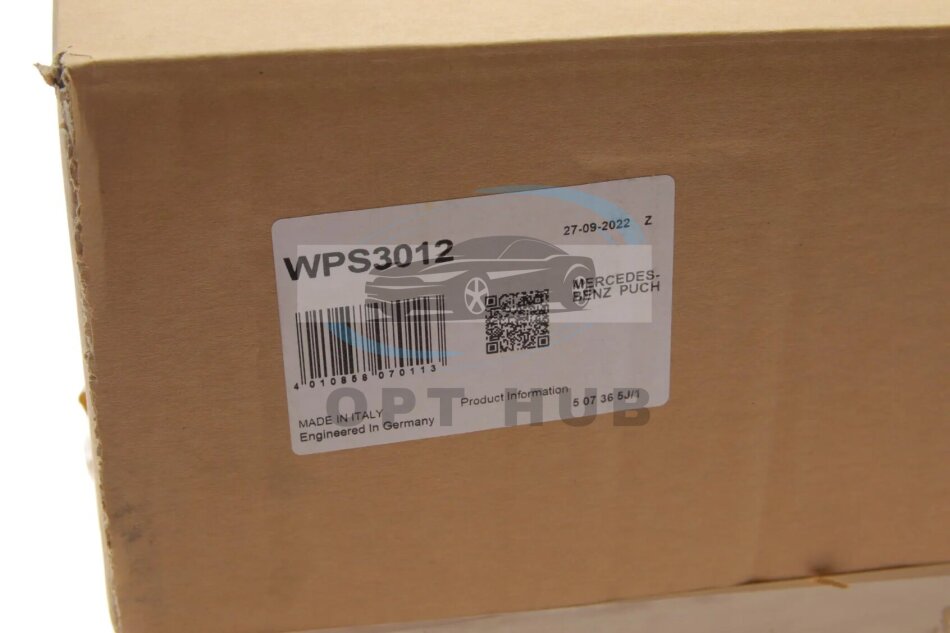 27-09-2022 Z
WPS3012
MERCEDES-
BENZ PUCH
4 010858 070113
Product Information
5 07 36 5J/1
MADE IN ITALY
Engineered In Germany
OPT HUB